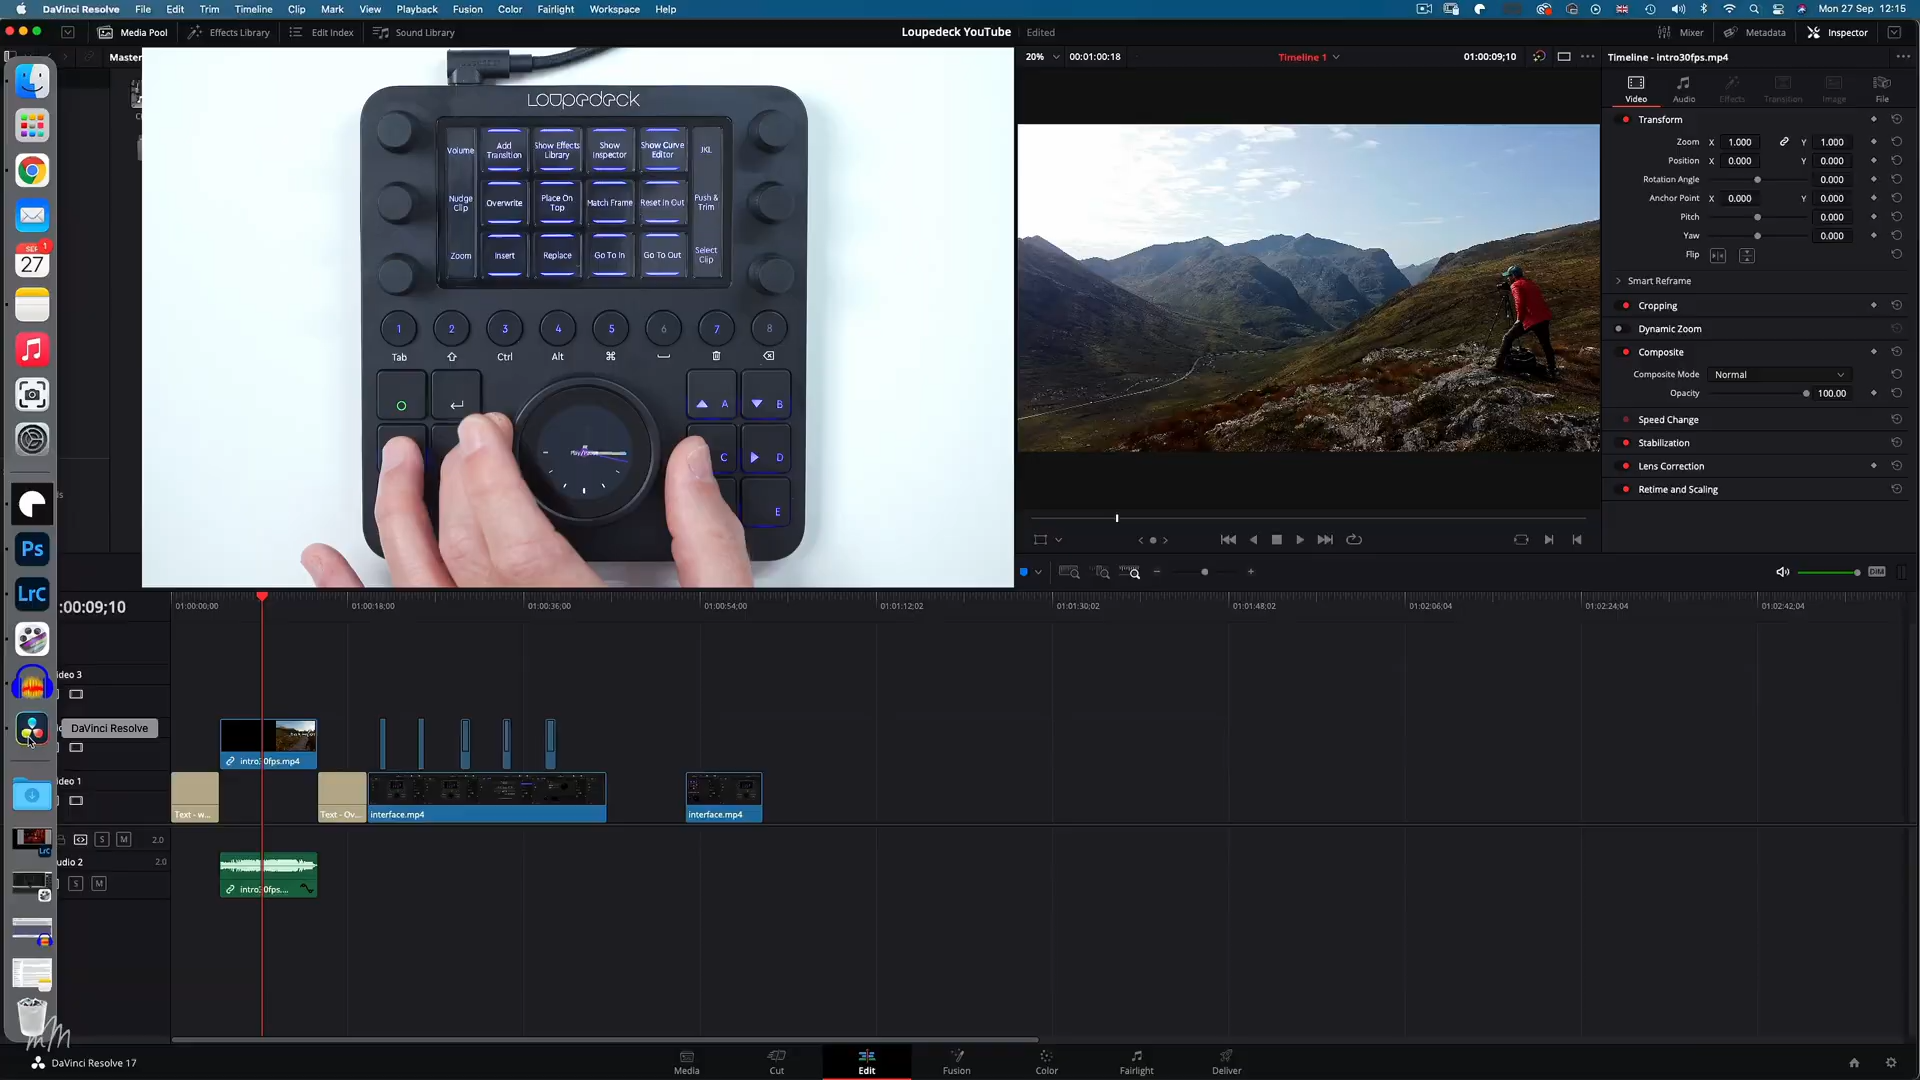 DaVinci Resolve File Edit Trim Timeline Clip Mark View Playback Fusion Color Fairlight Workspace Help
Mon 27 Sep 12:15
Media Pool Effects Library Edit Index Sound Library
Loupedeck YouTube Edited
Mixer Metadata Inspector
Master
20% 00:01:00:18 Timeline 1 01:00:09;10
Timeline - intro30fps.mp4
Video Audio Effects Transition Image File
Transform
Zoom X 1.000 Y 1.000
Position X 0.000 Y 0.000
Rotation Angle 0.000
Anchor Point X 0.000 Y 0.000
Pitch 0.000
Yaw 0.000
Flip
Smart Reframe
Cropping
Dynamic Zoom
Composite
Composite Mode Normal
Opacity 100.00
Speed Change
Stabilization
Lens Correction
Retime and Scaling
Loupedeck
Volume Add Transition Show Effects Library Show Inspector Show Curve Editor JKL
Nudge Clip Overwrite Place On Top Match Frame Reset In Out Push & Trim
Zoom Insert Replace Go To In Go To Out Select Clip
1 2 3 4 5 6 7 8
Tab Ctrl Alt ⌘
A B
C D
E
SEP
27
1
Ps
LrC
DaVinci Resolve
LrC
DIM
:00:09;10
01:00:00;00 01:00:18;00 01:00:36;00 01:00:54;00 01:01:12;02 01:01:30;02 01:01:48;02 01:02:06;04 01:02:24;04 01:02:42;04
ideo 3
intro30fps.mp4
ideo 1
Text - w...
Text - Ov...
interface.mp4
interface.mp4
S M 2.0
udio 2 2.0
S M
intro30fps....
mM
DaVinci Resolve 17
Media Cut Edit Fusion Color Fairlight Deliver